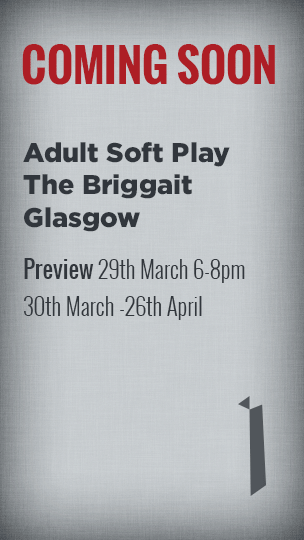 COMING SOON
Adult Soft Play
The Briggait
Glasgow
Preview 29th March 6-8pm
30th March -26th April